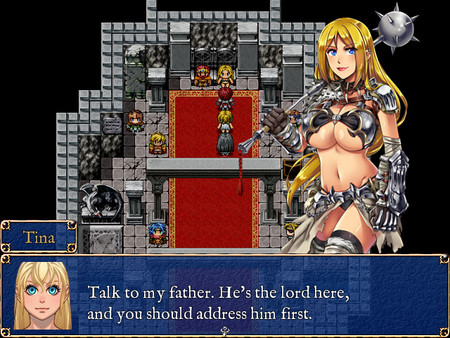 Tina
Talk to my father. He's the lord here,
and you should address him first.